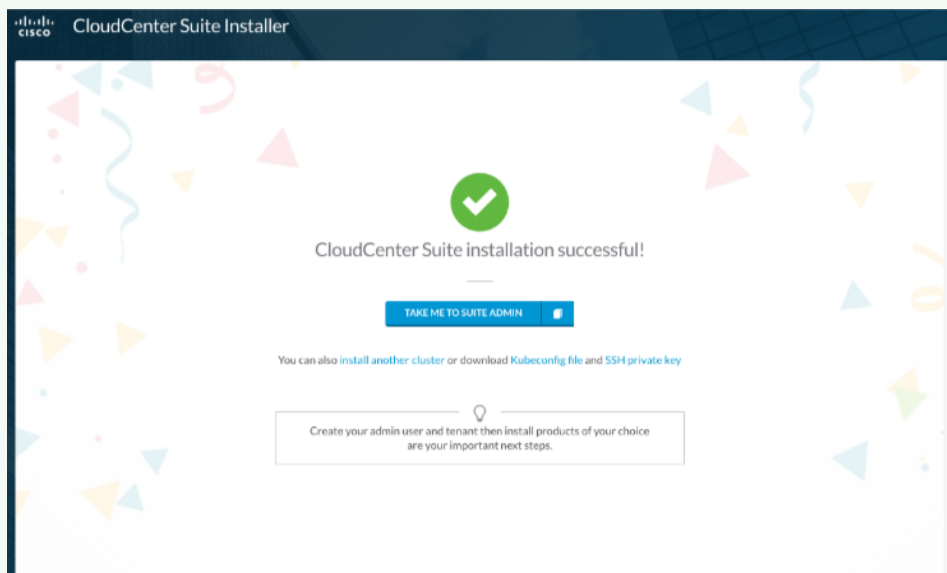 CISCO
CloudCenter Suite Installer
CloudCenter Suite installation successful!
TAKE ME TO SUITE ADMIN
You can also install another cluster or download Kubeconfig file and SSH private key
Create your admin user and tenant then install products of your choice
are your important next steps.